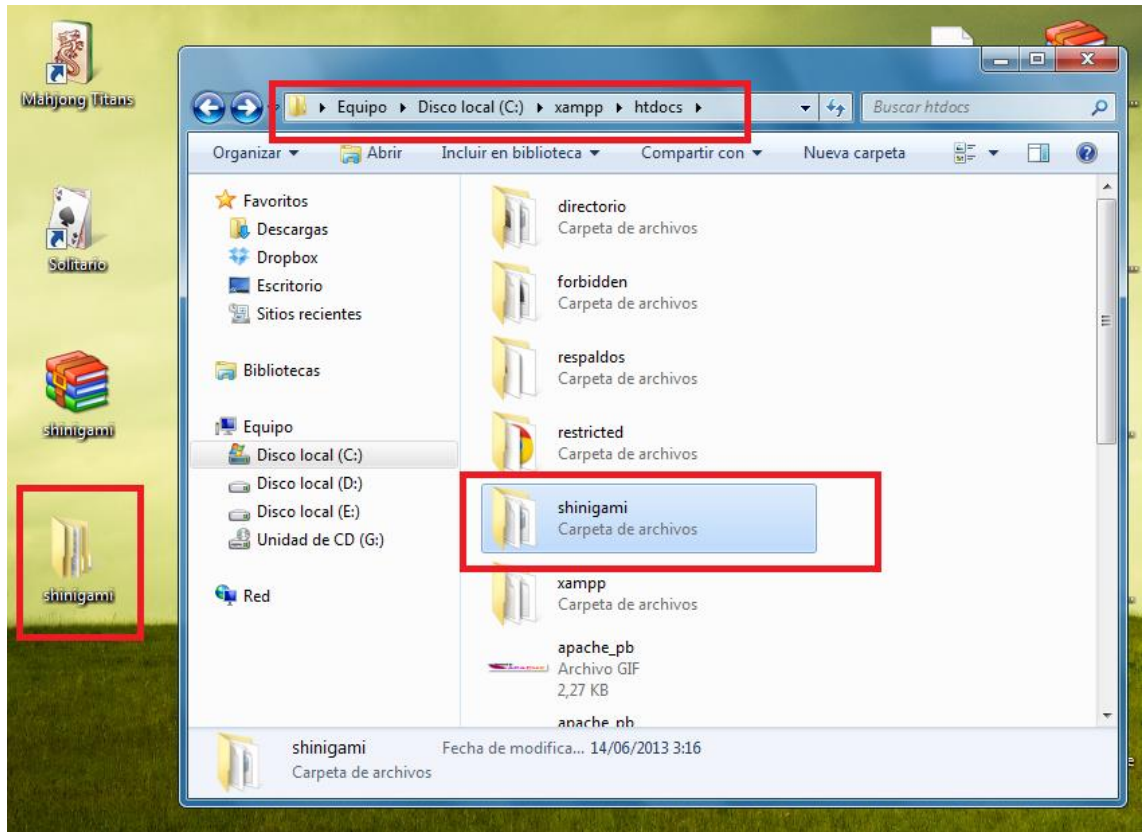 Mahjong Titans
Solitario
shinigami
shinigami
Equipo Disco local (C:) xampp htdocs
Buscar htdocs
Organizar Abrir Incluir en biblioteca Compartir con Nueva carpeta
Favoritos
Descargas
Dropbox
Escritorio
Sitios recientes
Bibliotecas
Equipo
Disco local (C:)
Disco local (D:)
Disco local (E:)
Unidad de CD (G:)
Red
directorio
Carpeta de archivos
forbidden
Carpeta de archivos
respaldos
Carpeta de archivos
restricted
Carpeta de archivos
shinigami
Carpeta de archivos
xampp
Carpeta de archivos
apache_pb
Archivo GIF
2,27 KB
apache_pb
shinigami Fecha de modifica... 14/06/2013 3:16
Carpeta de archivos